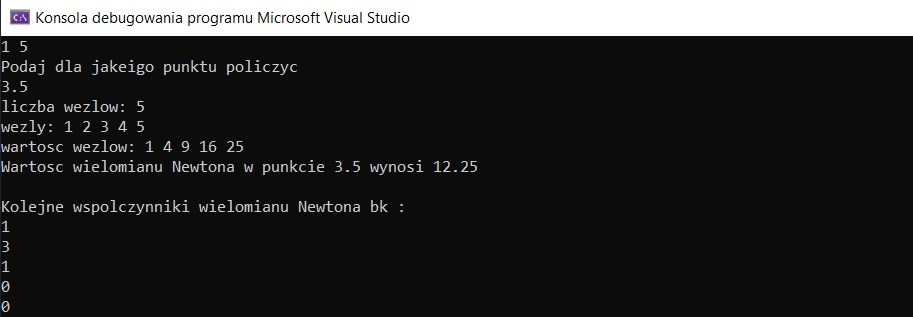 Konsola debugowania programu Microsoft Visual Studio
1 5
Podaj dla jakeigo punktu policzyc
3.5
liczba wezlow: 5
wezly: 1 2 3 4 5
wartosc wezlow: 1 4 9 16 25
Wartosc wielomianu Newtona w punkcie 3.5 wynosi 12.25
Kolejne wspolczynniki wielomianu Newtona bk :
1
3
1
0
0